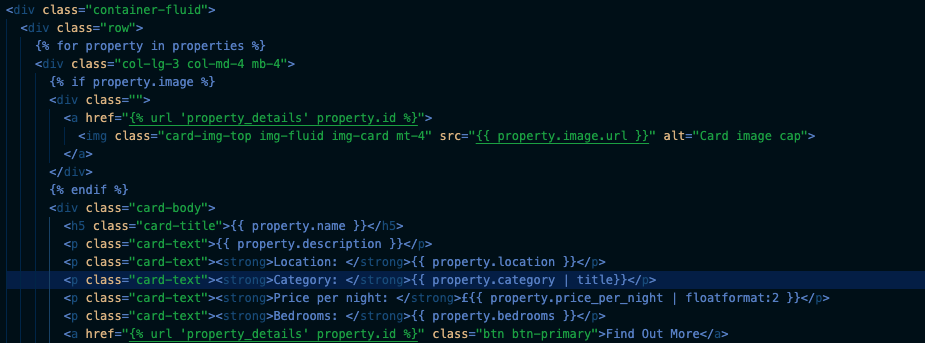 <div class="container-fluid">
<div class="row">
{% for property in properties %}
<div class="col-lg-3 col-md-4 mb-4">
{% if property.image %}
<div class="">
<a href="{% url 'property_details' property.id %}">
<img class="card-img-top img-fluid img-card mt-4" src="{{ property.image.url }}" alt="Card image cap">
</a>
</div>
{% endif %}
<div class="card-body">
<h5 class="card-title">{{ property.name }}</h5>
<p class="card-text">{{ property.description }}</p>
<p class="card-text"><strong>Location: </strong>{{ property.location }}</p>
<p class="card-text"><strong>Category: </strong>{{ property.category | title}}</p>
<p class="card-text"><strong>Price per night: </strong>£{{ property.price_per_night | floatformat:2 }}</p>
<p class="card-text"><strong>Bedrooms: </strong>{{ property.bedrooms }}</p>
<a href="{% url 'property_details' property.id %}" class="btn btn-primary">Find Out More</a>